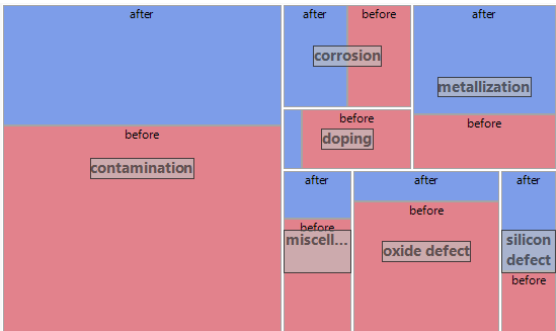 after
before
contamination
after
before
corrosion
before
doping
after
metallization
before
after
before
miscell...
after
before
oxide defect
after
silicon
defect
before